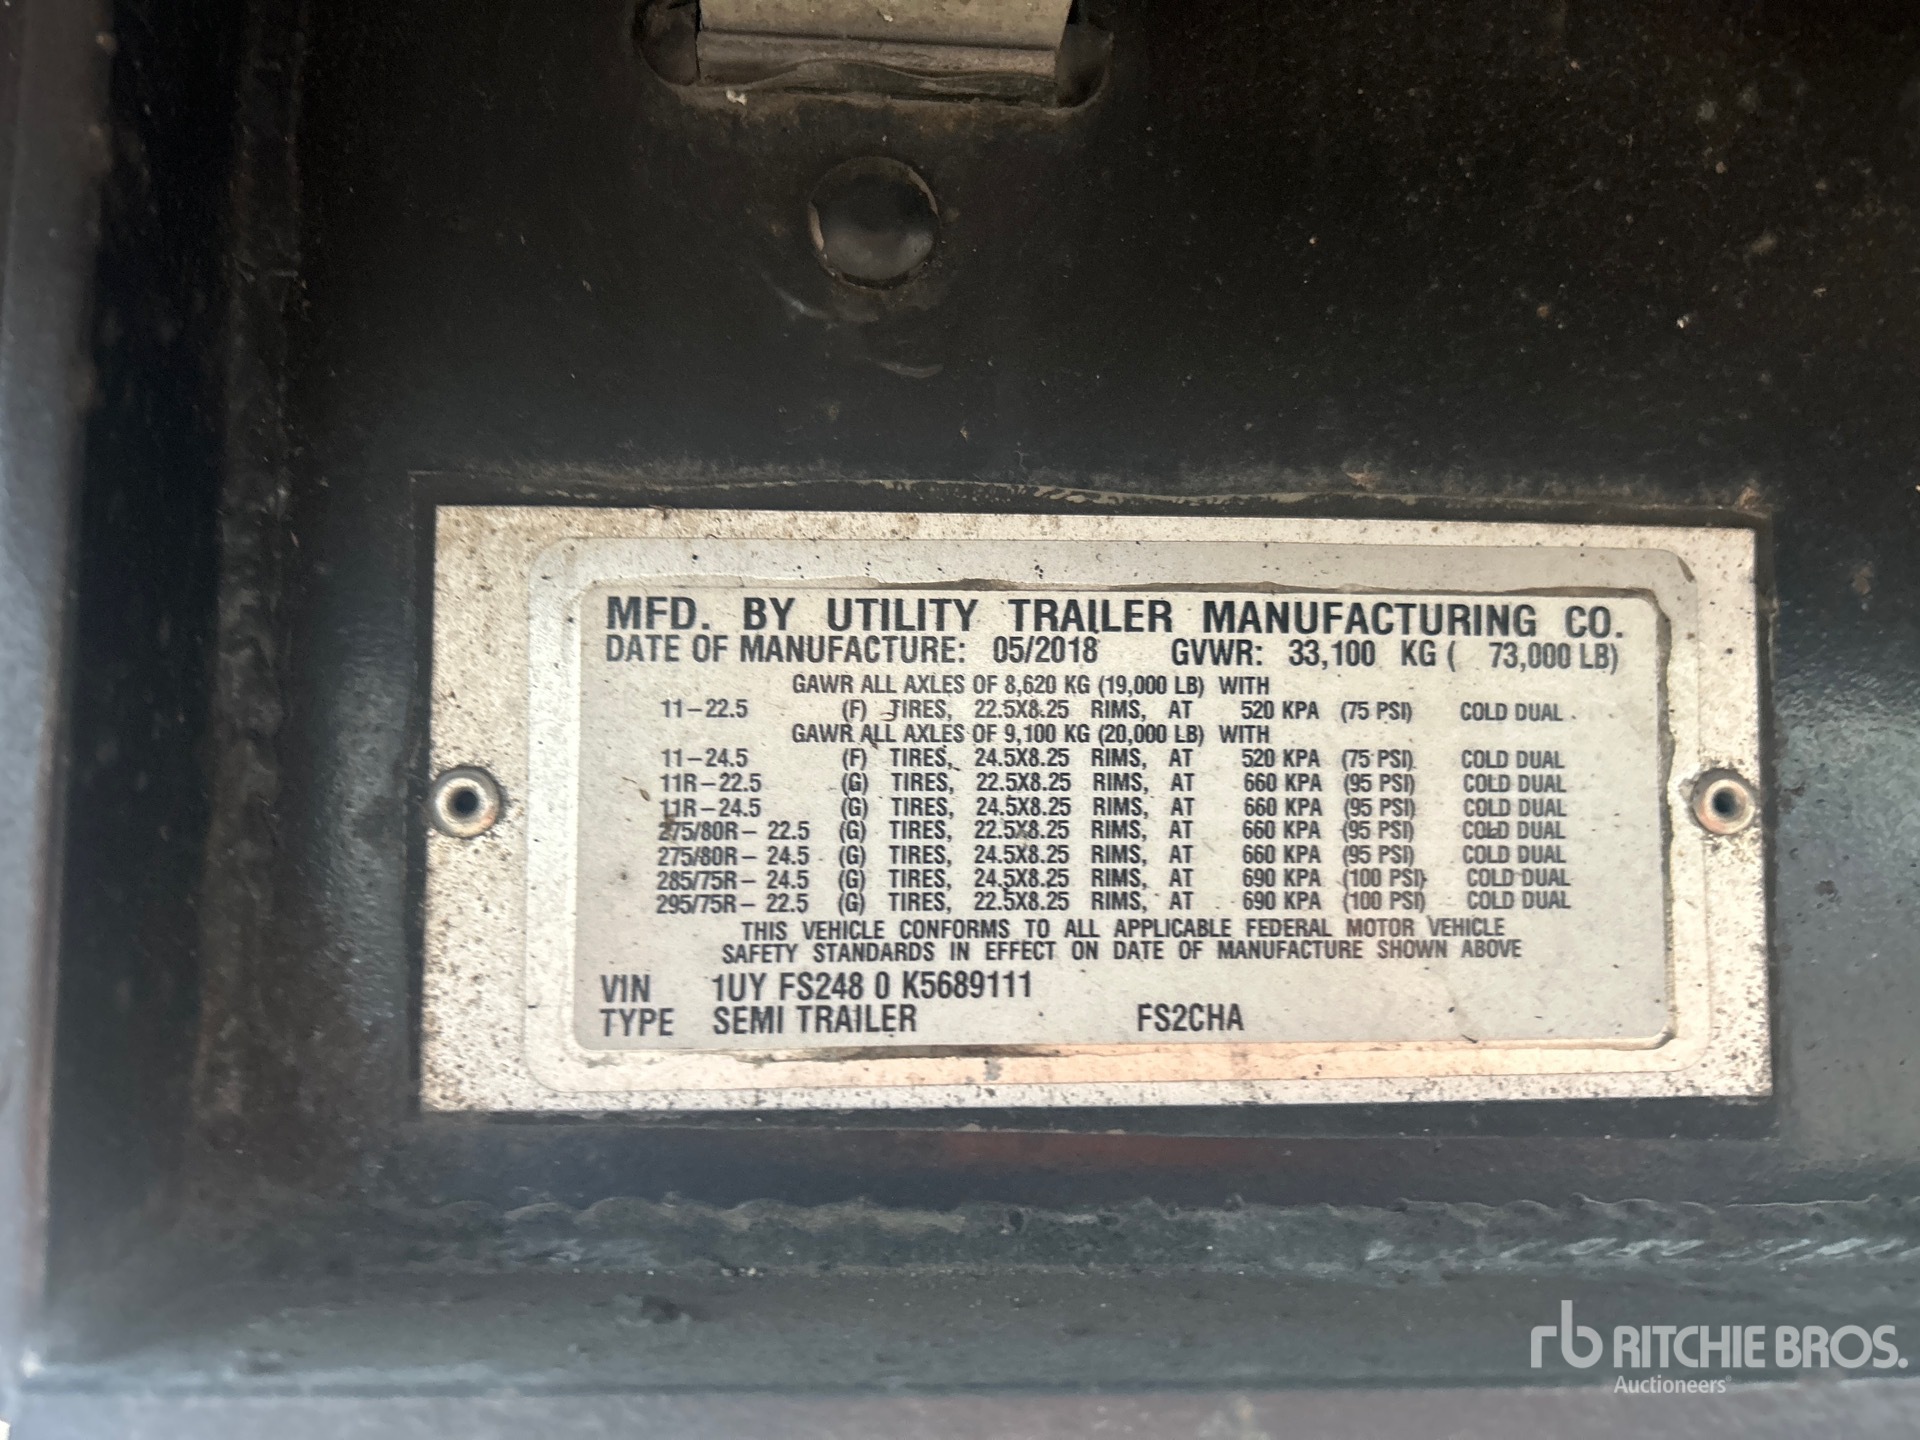 MFD. BY UTILITY TRAILER MANUFACTURING CO.
DATE OF MANUFACTURE: 05/2018 GVWR: 33,100 KG ( 73,000 LB)
GAWR ALL AXLES OF 8,620 KG (19,000 LB) WITH
11-22.5 (F) TIRES, 22.5X8.25 RIMS, AT 520 KPA (75 PSI) COLD DUAL
GAWR ALL AXLES OF 9,100 KG (20,000 LB) WITH
11-24.5 (F) TIRES, 24.5X8.25 RIMS, AT 520 KPA (75 PSI) COLD DUAL
11R-22.5 (G) TIRES, 22.5X8.25 RIMS, AT 660 KPA (95 PSI) COLD DUAL
11R-24.5 (G) TIRES, 24.5X8.25 RIMS, AT 660 KPA (95 PSI) COLD DUAL
275/80R- 22.5 (G) TIRES, 22.5X8.25 RIMS, AT 660 KPA (95 PSI) COLD DUAL
275/80R- 24.5 (G) TIRES, 24.5X8.25 RIMS, AT 660 KPA (95 PSI) COLD DUAL
285/75R- 24.5 (G) TIRES, 24.5X8.25 RIMS, AT 690 KPA (100 PSI) COLD DUAL
295/75R- 22.5 (G) TIRES, 22.5X8.25 RIMS, AT 690 KPA (100 PSI) COLD DUAL
THIS VEHICLE CONFORMS TO ALL APPLICABLE FEDERAL MOTOR VEHICLE
SAFETY STANDARDS IN EFFECT ON DATE OF MANUFACTURE SHOWN ABOVE
VIN 1UY FS248 0 K5689111
TYPE SEMI TRAILER FS2CHA
rb RITCHIE BROS.
Auctioneers